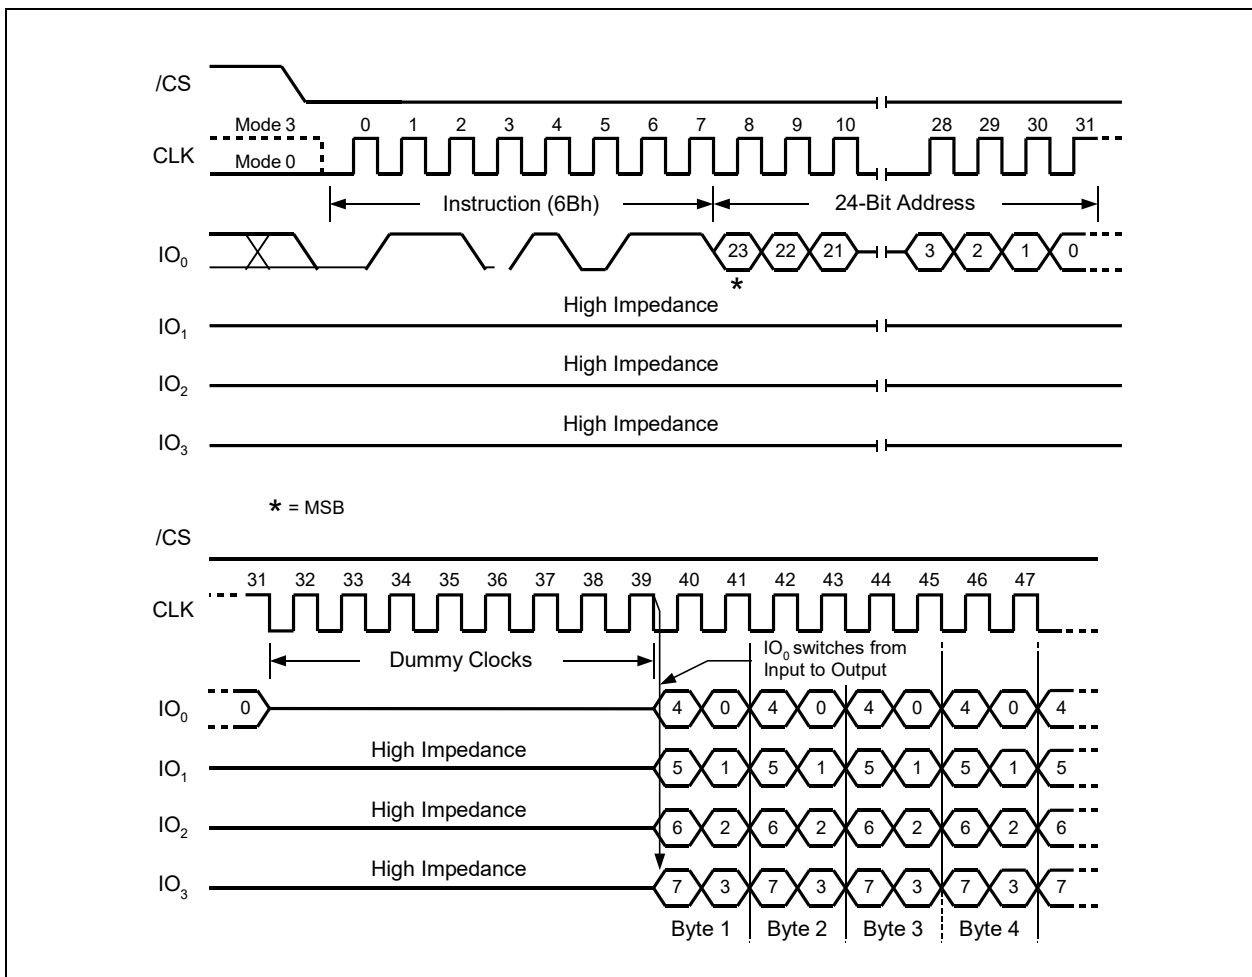 /CS
Mode 3 0 1 2 3 4 5 6 7 8 9 10 28 29 30 31
CLK
Mode 0
Instruction (6Bh) 24-Bit Address
IO0 23 22 21 3 2 1 0
*
High Impedance
IO1
High Impedance
IO2
High Impedance
IO3
* = MSB
/CS
31 32 33 34 35 36 37 38 39 40 41 42 43 44 45 46 47
CLK
Dummy Clocks
IO0 switches from
Input to Output
IO0 0 4 0 4 0 4 0 4 0 4
High Impedance
IO1 5 1 5 1 5 1 5 1 5
High Impedance
IO2 6 2 6 2 6 2 6 2 6
High Impedance
IO3 7 3 7 3 7 3 7 3 7
Byte 1 Byte 2 Byte 3 Byte 4